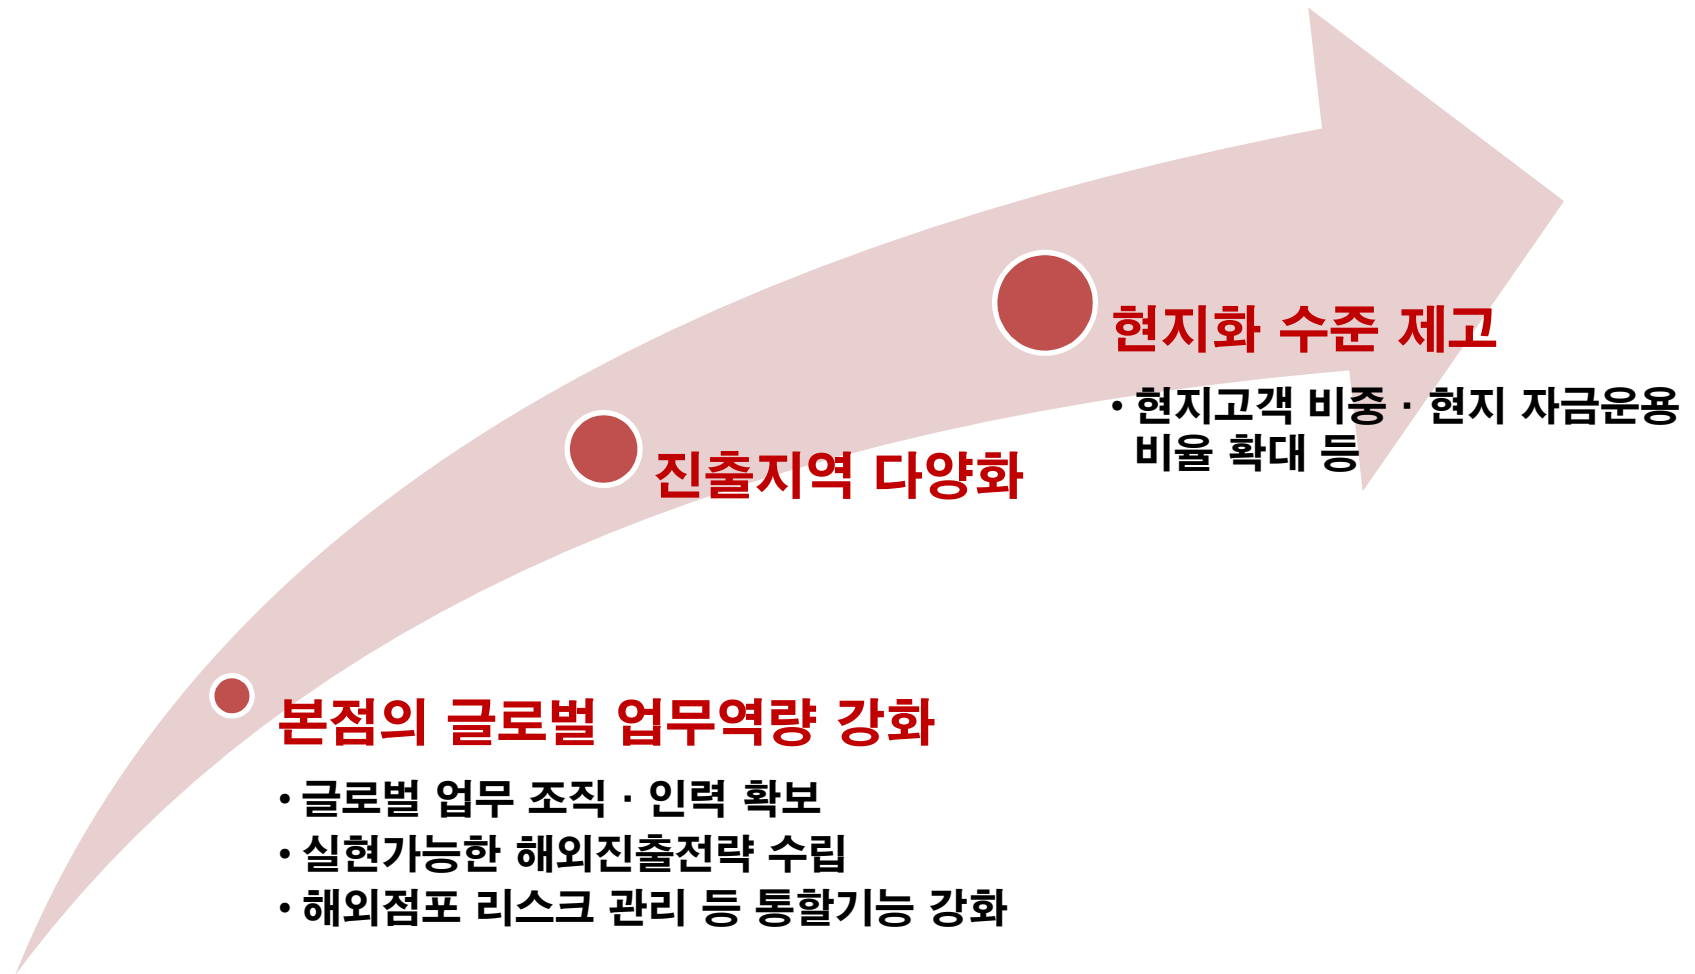 현지화 수준 제고
• 현지고객 비중 · 현지 자금운용
비율 확대 등
진출지역 다양화
본점의 글로벌 업무역량 강화
• 글로벌 업무 조직 · 인력 확보
• 실현가능한 해외진출전략 수립
• 해외점포 리스크 관리 등 통할기능 강화